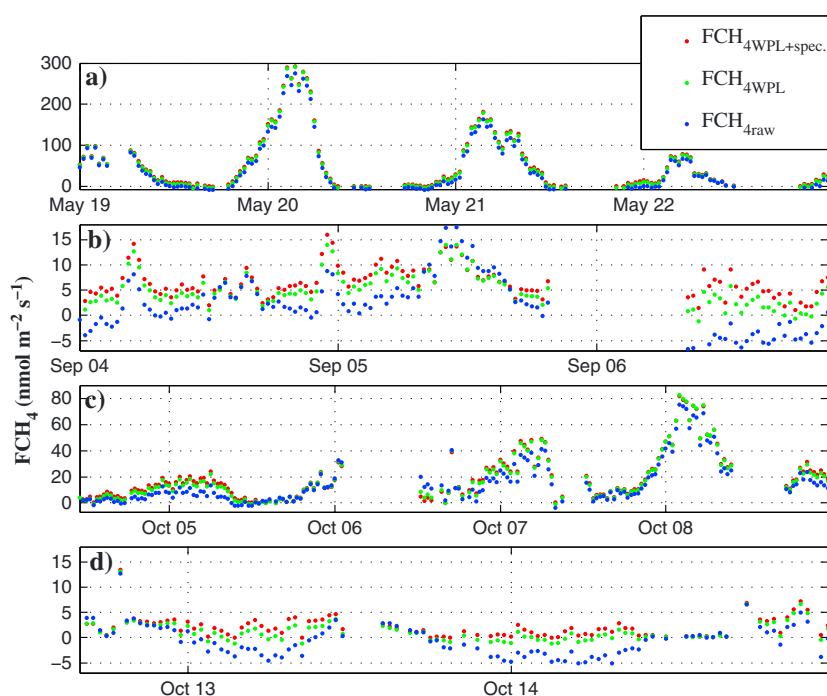 FCH4WPL+spec.
FCH4WPL
FCH4raw
FCH4 (nmol m−2 s−1)
a)
300
200
100
0
May 19 May 20 May 21 May 22
b)
15
10
5
0
−5
Sep 04 Sep 05 Sep 06
c)
80
60
40
20
0
Oct 05 Oct 06 Oct 07 Oct 08
d)
15
10
5
0
−5
Oct 13 Oct 14